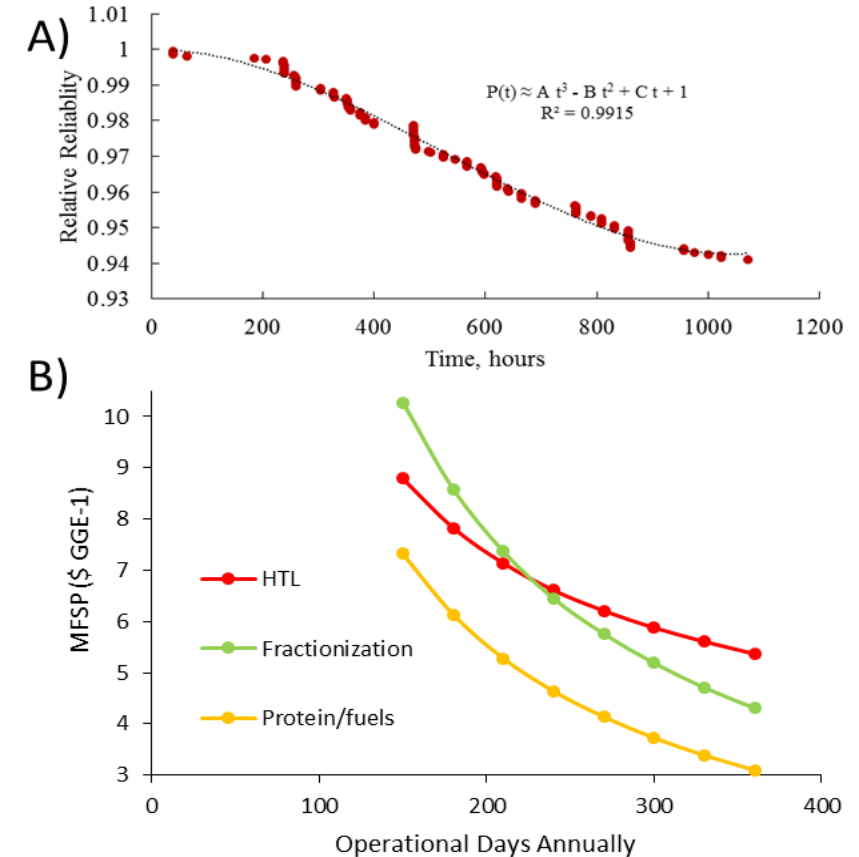 A)
1.01
1
0.99
0.98
0.97
0.96
0.95
0.94
0.93
Relative Reliability
P(t) ≈ A t³ - B t² + C t + 1
R² = 0.9915
0 200 400 600 800 1000 1200
Time, hours
B)
10
9
8
7
6
5
4
3
MFSP ($ GGE-1)
HTL
Fractionization
Protein/fuels
0 100 200 300 400
Operational Days Annually